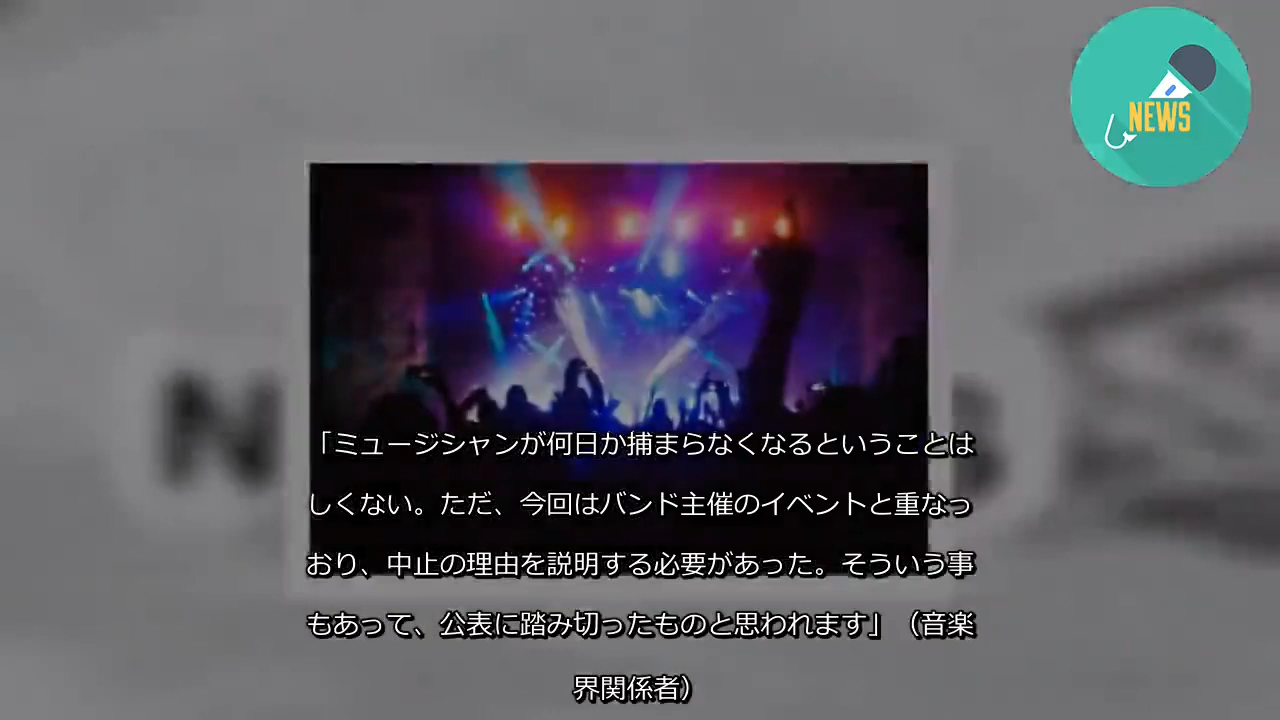 NEWS
「ミュージシャンが何日か捕まらなくなるということは
しくない。ただ、今回はバンド主催のイベントと重なっ
おり、中止の理由を説明する必要があった。そういう事
もあって、公表に踏み切ったものと思われます」（音楽
界関係者）